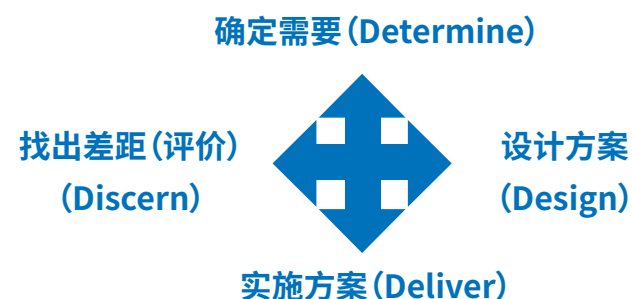 确定需要（Determine）
找出差距（评价）
（Discern）
设计方案
（Design）
实施方案（Deliver）